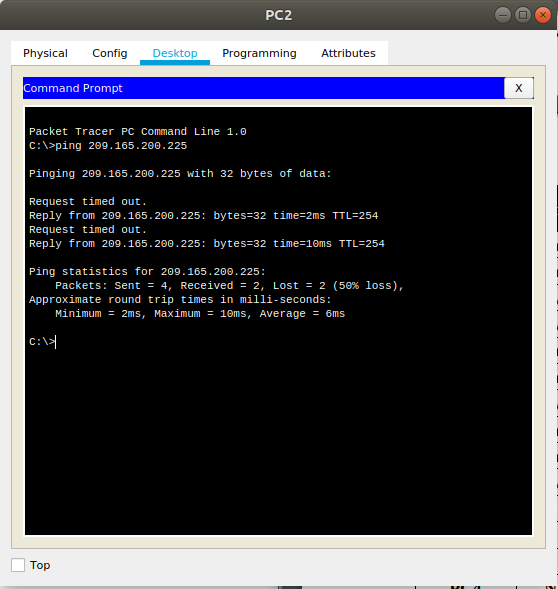 PC2
Physical Config Desktop Programming Attributes
Command Prompt X
Packet Tracer PC Command Line 1.0
C:\>ping 209.165.200.225
Pinging 209.165.200.225 with 32 bytes of data:
Request timed out.
Reply from 209.165.200.225: bytes=32 time=2ms TTL=254
Request timed out.
Reply from 209.165.200.225: bytes=32 time=10ms TTL=254
Ping statistics for 209.165.200.225:
Packets: Sent = 4, Received = 2, Lost = 2 (50% loss),
Approximate round trip times in milli-seconds:
Minimum = 2ms, Maximum = 10ms, Average = 6ms
C:\>
Top